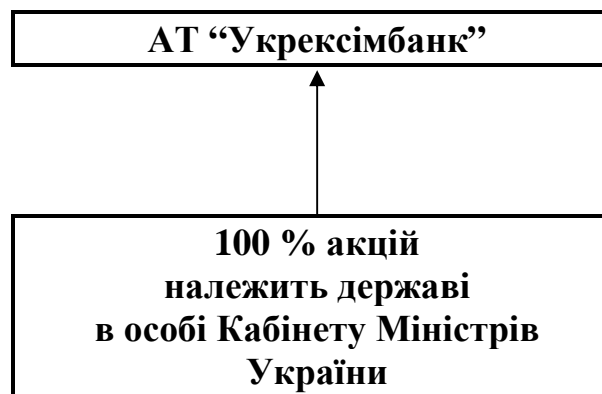 АТ “Укрексімбанк”
100 % акцій
належить державі
в особі Кабінету Міністрів
України